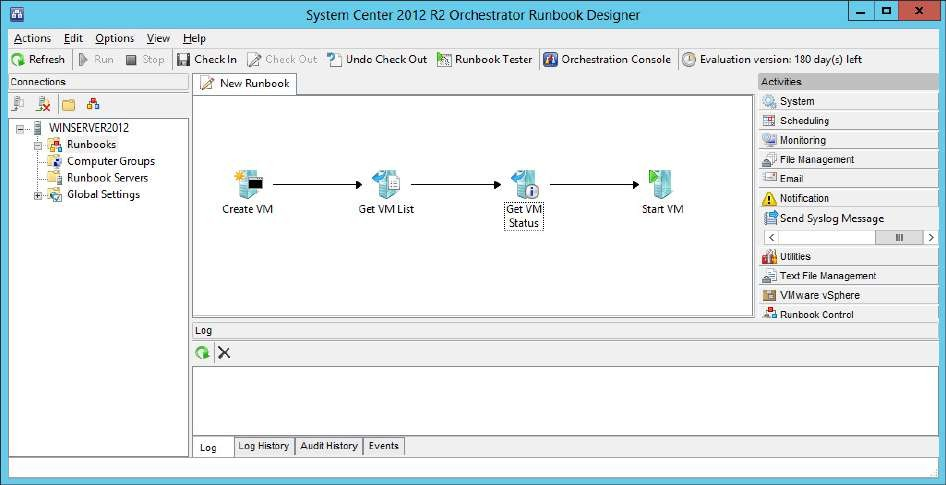 System Center 2012 R2 Orchestrator Runbook Designer
Actions Edit Options View Help
Refresh Run Stop Check In Check Out Undo Check Out Runbook Tester Orchestration Console Evaluation version: 180 day(s) left
Connections
WINSERVER2012
Runbooks
Computer Groups
Runbook Servers
Global Settings
New Runbook
Create VM
Get VM List
Get VM
Status
Start VM
Activities
System
Scheduling
Monitoring
File Management
Email
Notification
Send Syslog Message
Utilities
Text File Management
VMware vSphere
Runbook Control
Log
Log Log History Audit History Events